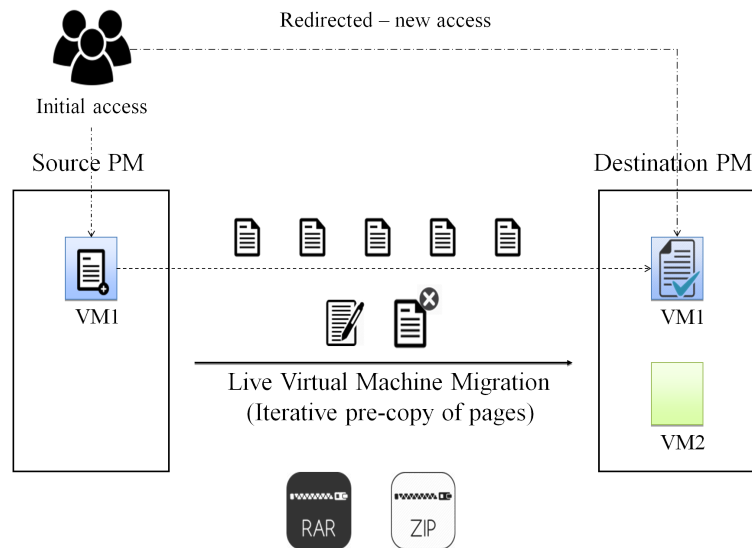 Redirected – new access
Initial access
Source PM
Destination PM
VM1
VM1
Live Virtual Machine Migration
(Iterative pre-copy of pages)
VM2
RAR
ZIP